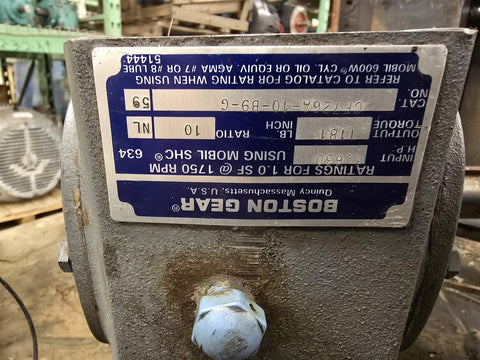 BOSTON GEAR®
Quincy Massachusetts, U.S.A.
RATINGS FOR 1.0 SF @ 1750 RPM
USING MOBIL SHC® 634
INPUT H.P. .650
OUTPUT TORQUE 1181 LB INCH RATIO 10 NL
CAT. NO. 726A-10-B9-G 59
REFER TO CATALOG FOR RATING WHEN USING
MOBIL 600W CYL. OIL OR EQUIV. AGMA #7 OR #8 LUBE
51444